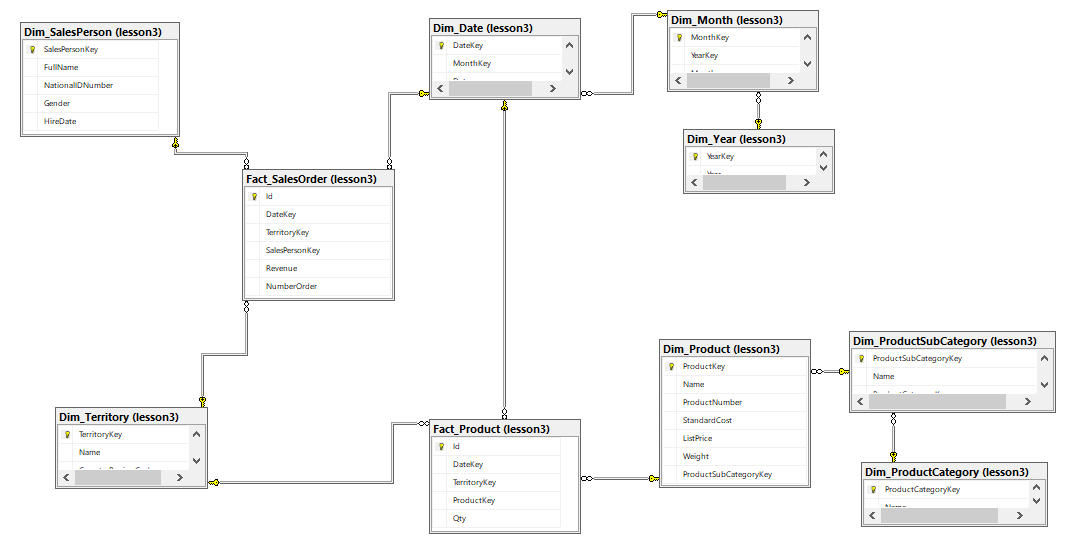 Dim_SalesPerson (lesson3)
SalesPersonKey
FullName
NationalIDNumber
Gender
HireDate
Dim_Date (lesson3)
DateKey
MonthKey
Dim_Month (lesson3)
MonthKey
YearKey
Dim_Year (lesson3)
YearKey
Fact_SalesOrder (lesson3)
Id
DateKey
TerritoryKey
SalesPersonKey
Revenue
NumberOrder
Dim_Territory (lesson3)
TerritoryKey
Name
Fact_Product (lesson3)
Id
DateKey
TerritoryKey
ProductKey
Qty
Dim_Product (lesson3)
ProductKey
Name
ProductNumber
StandardCost
ListPrice
Weight
ProductSubCategoryKey
Dim_ProductSubCategory (lesson3)
ProductSubCategoryKey
Name
Dim_ProductCategory (lesson3)
ProductCategoryKey